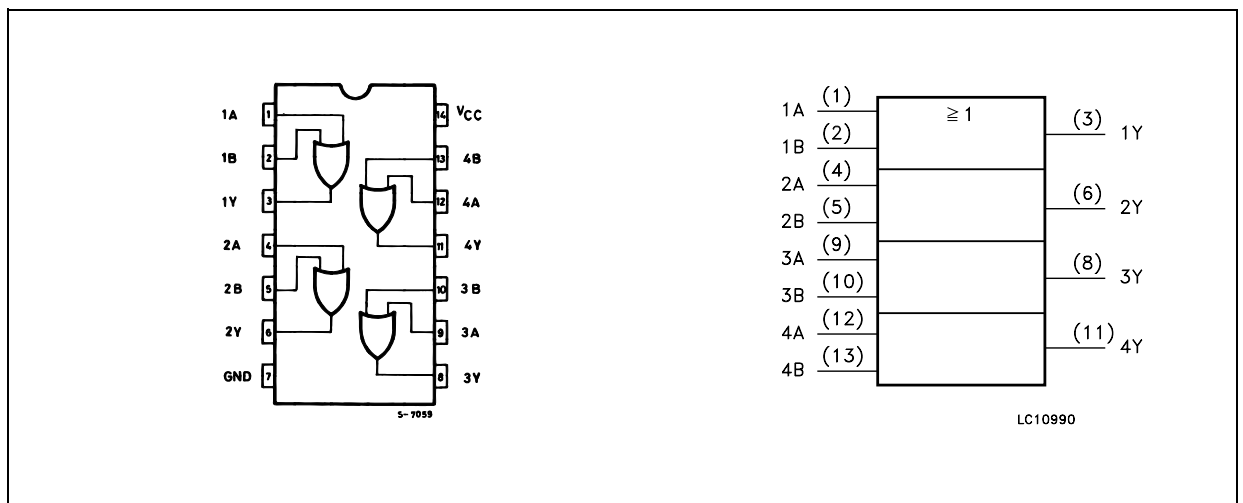 1A 1 14 VCC
1B 2 13 4B
1Y 3 12 4A
2A 4 11 4Y
2B 5 10 3B
2Y 6 9 3A
GND 7 8 3Y
S-7059
1A (1) ≧ 1 (3) 1Y
1B (2)
2A (4) (6) 2Y
2B (5)
3A (9) (8) 3Y
3B (10)
4A (12) (11) 4Y
4B (13)
LC10990